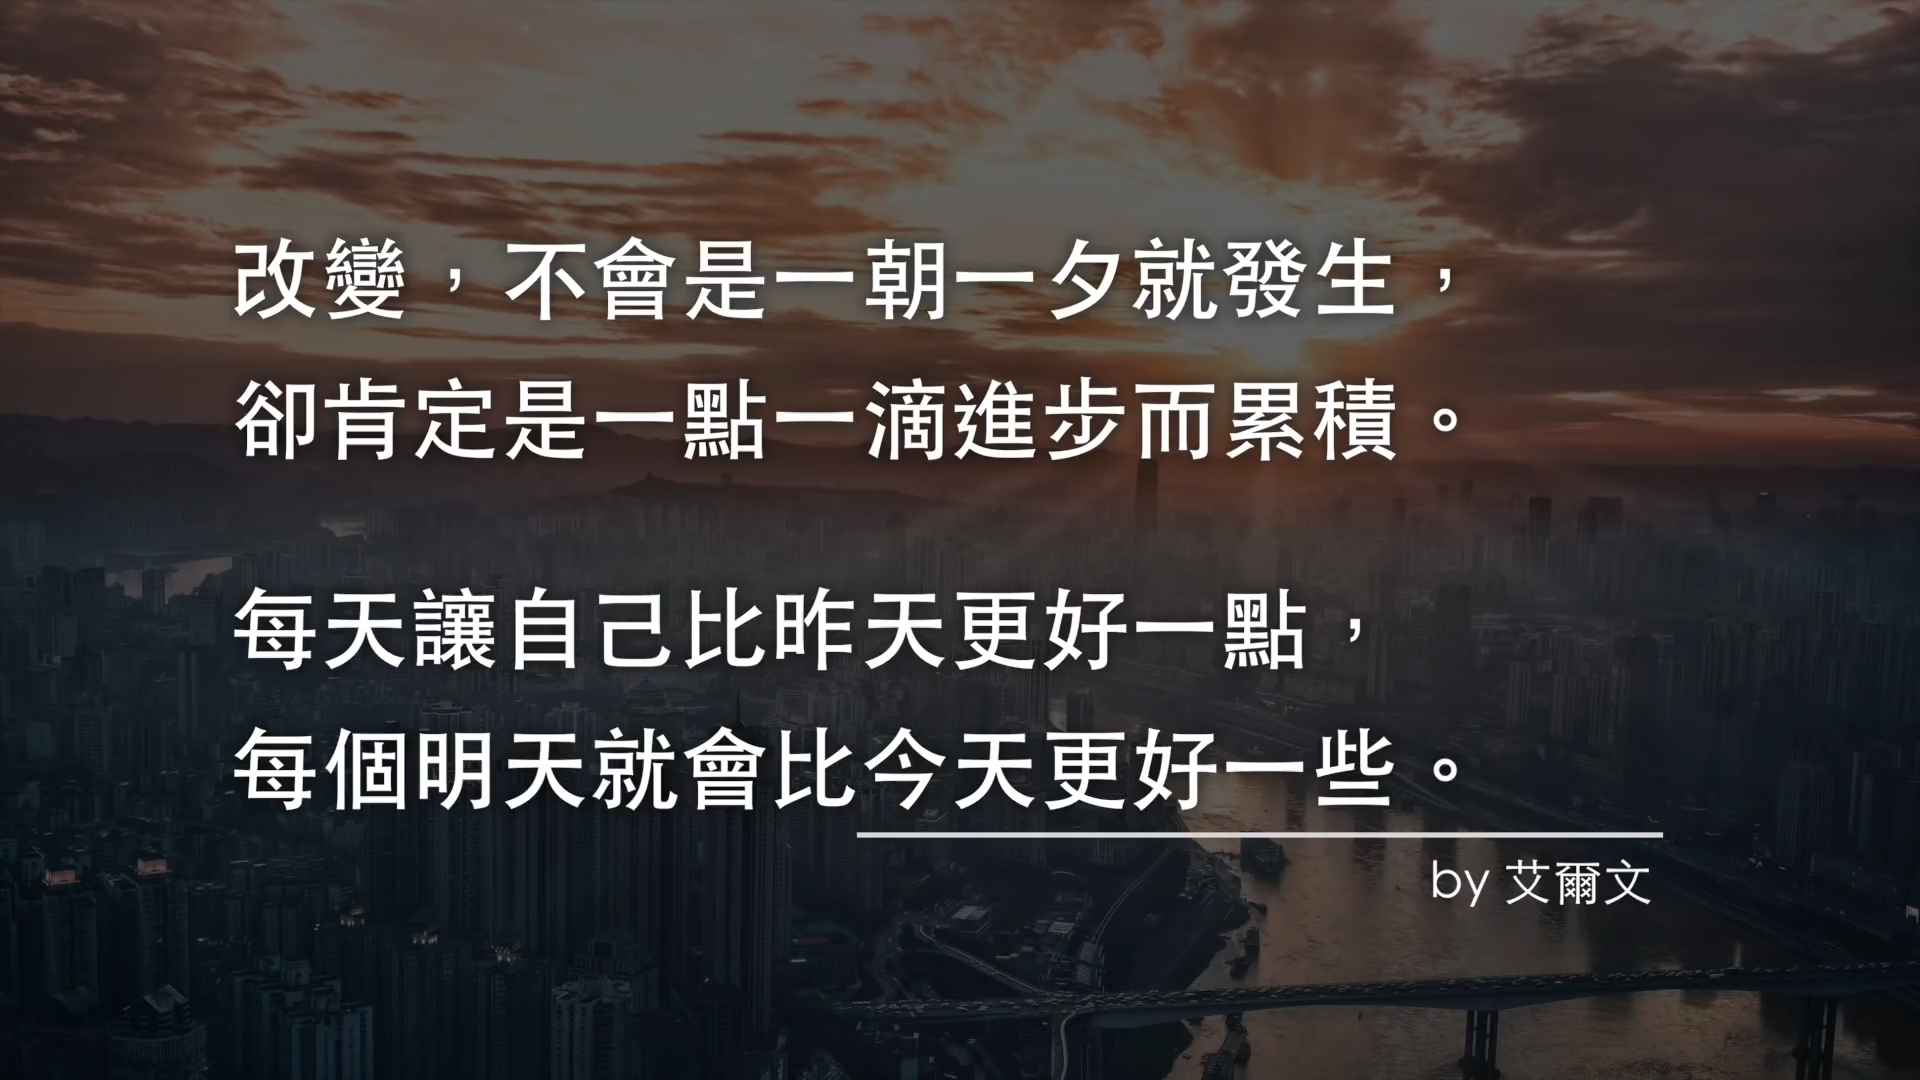 改變，不會是一朝一夕就發生，
卻肯定是一點一滴進步而累積。
每天讓自己比昨天更好一點，
每個明天就會比今天更好一些。
by 艾爾文